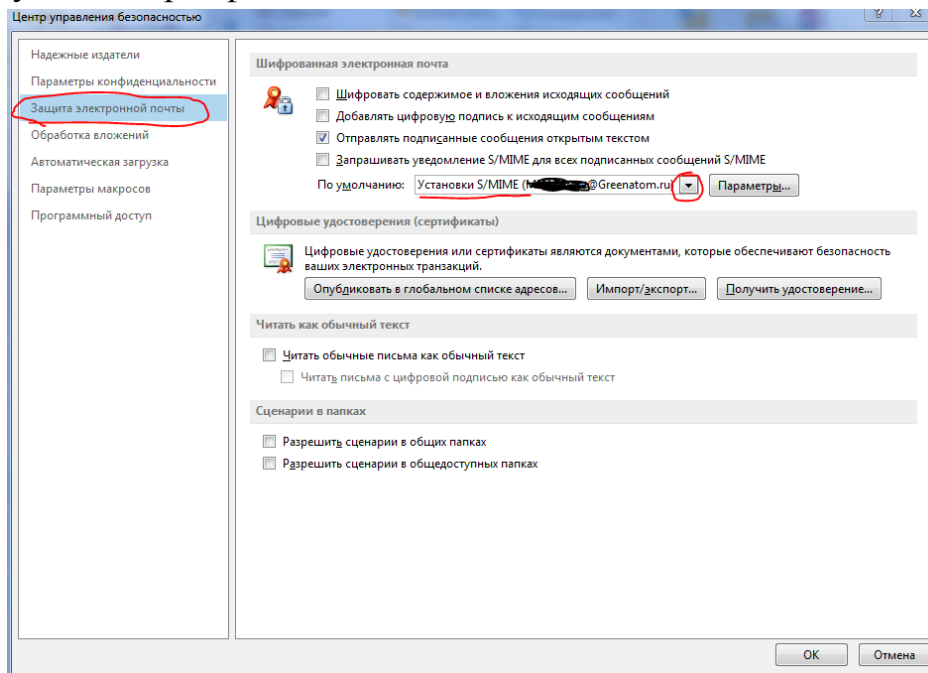 Центр управления безопасностью
Надежные издатели
Параметры конфиденциальности
Защита электронной почты
Обработка вложений
Автоматическая загрузка
Параметры макросов
Программный доступ
Шифрованная электронная почта
Шифровать содержимое и вложения исходящих сообщений
Добавлять цифровую подпись к исходящим сообщениям
Отправлять подписанные сообщения открытым текстом
Запрашивать уведомление S/MIME для всех подписанных сообщений S/MIME
По умолчанию: Установки S/MIME ( @Greenatom.ru) Параметры...
Цифровые удостоверения (сертификаты)
Цифровые удостоверения или сертификаты являются документами, которые обеспечивают безопасность
ваших электронных транзакций.
Опубликовать в глобальном списке адресов... Импорт/экспорт... Получить удостоверение...
Читать как обычный текст
Читать обычные письма как обычный текст
Читать письма с цифровой подписью как обычный текст
Сценарии в папках
Разрешить сценарии в общих папках
Разрешить сценарии в общедоступных папках
ОК Отмена